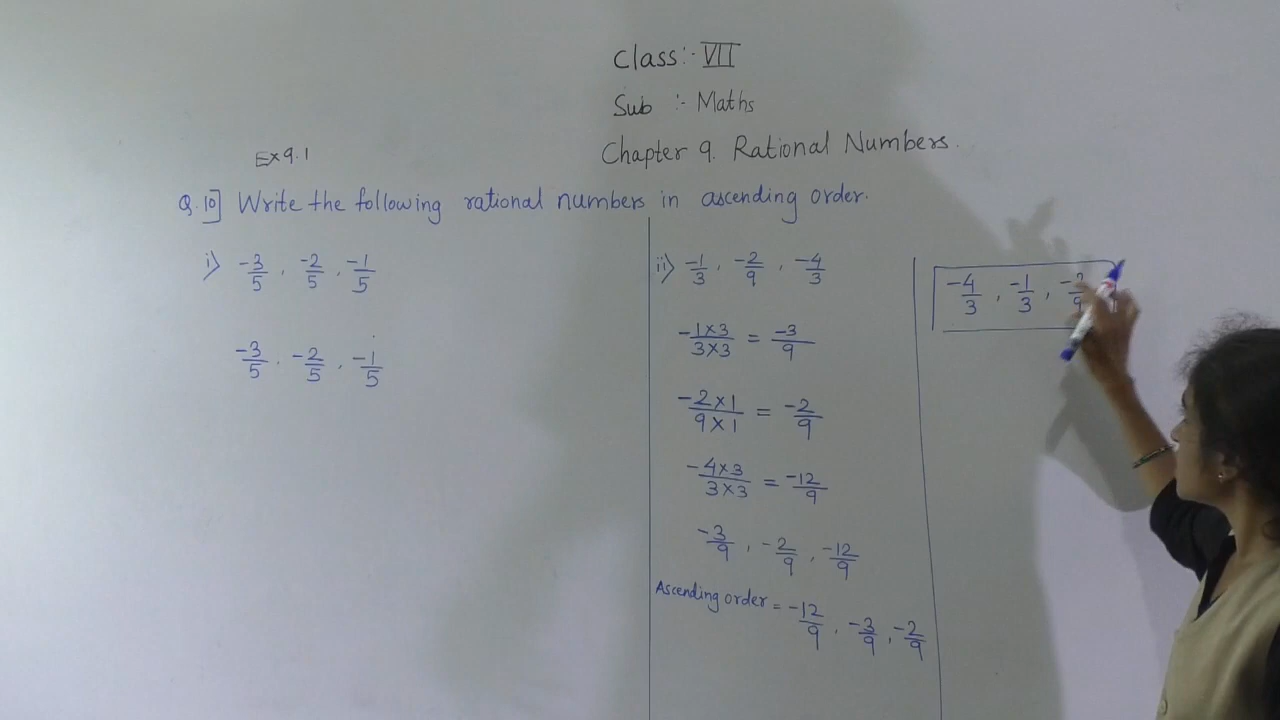 Class:- VII
Sub :- Maths
Chapter 9. Rational Numbers.
Ex 9.1
Q.10] Write the following rational numbers in ascending order.
i) -3/5 , -2/5 , -1/5
-3/5 , -2/5 , -1/5
ii) -1/3 , -2/9 , -4/3
-1×3/3×3 = -3/9
-2×1/9×1 = -2/9
-4×3/3×3 = -12/9
-3/9 , -2/9 , -12/9
Ascending order = -12/9 , -3/9 , -2/9
-4/3 , -1/3 , -2/9